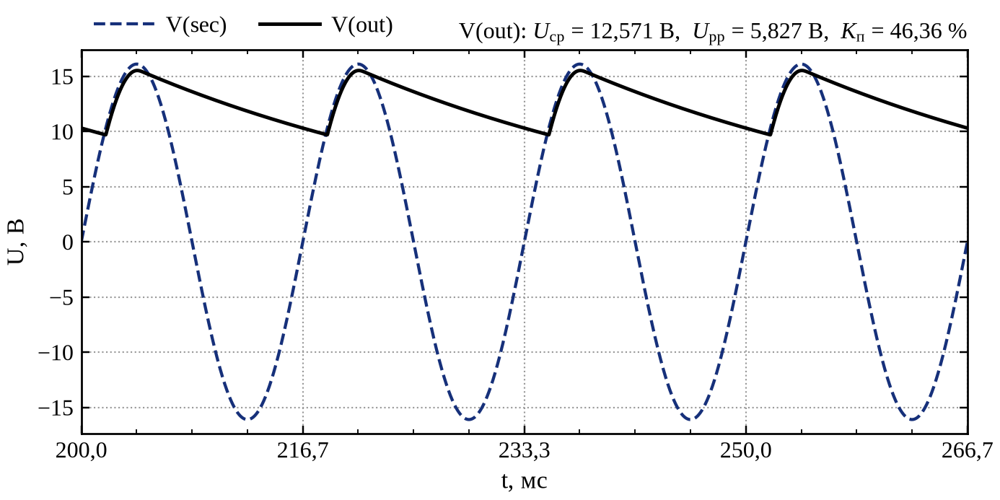 V(sec) V(out) V(out): Uср = 12,571 В, Uрр = 5,827 В, Kп = 46,36 %
15
10
5
0
−5
−10
−15
U, В
200,0 216,7 233,3 250,0 266,7
t, мс